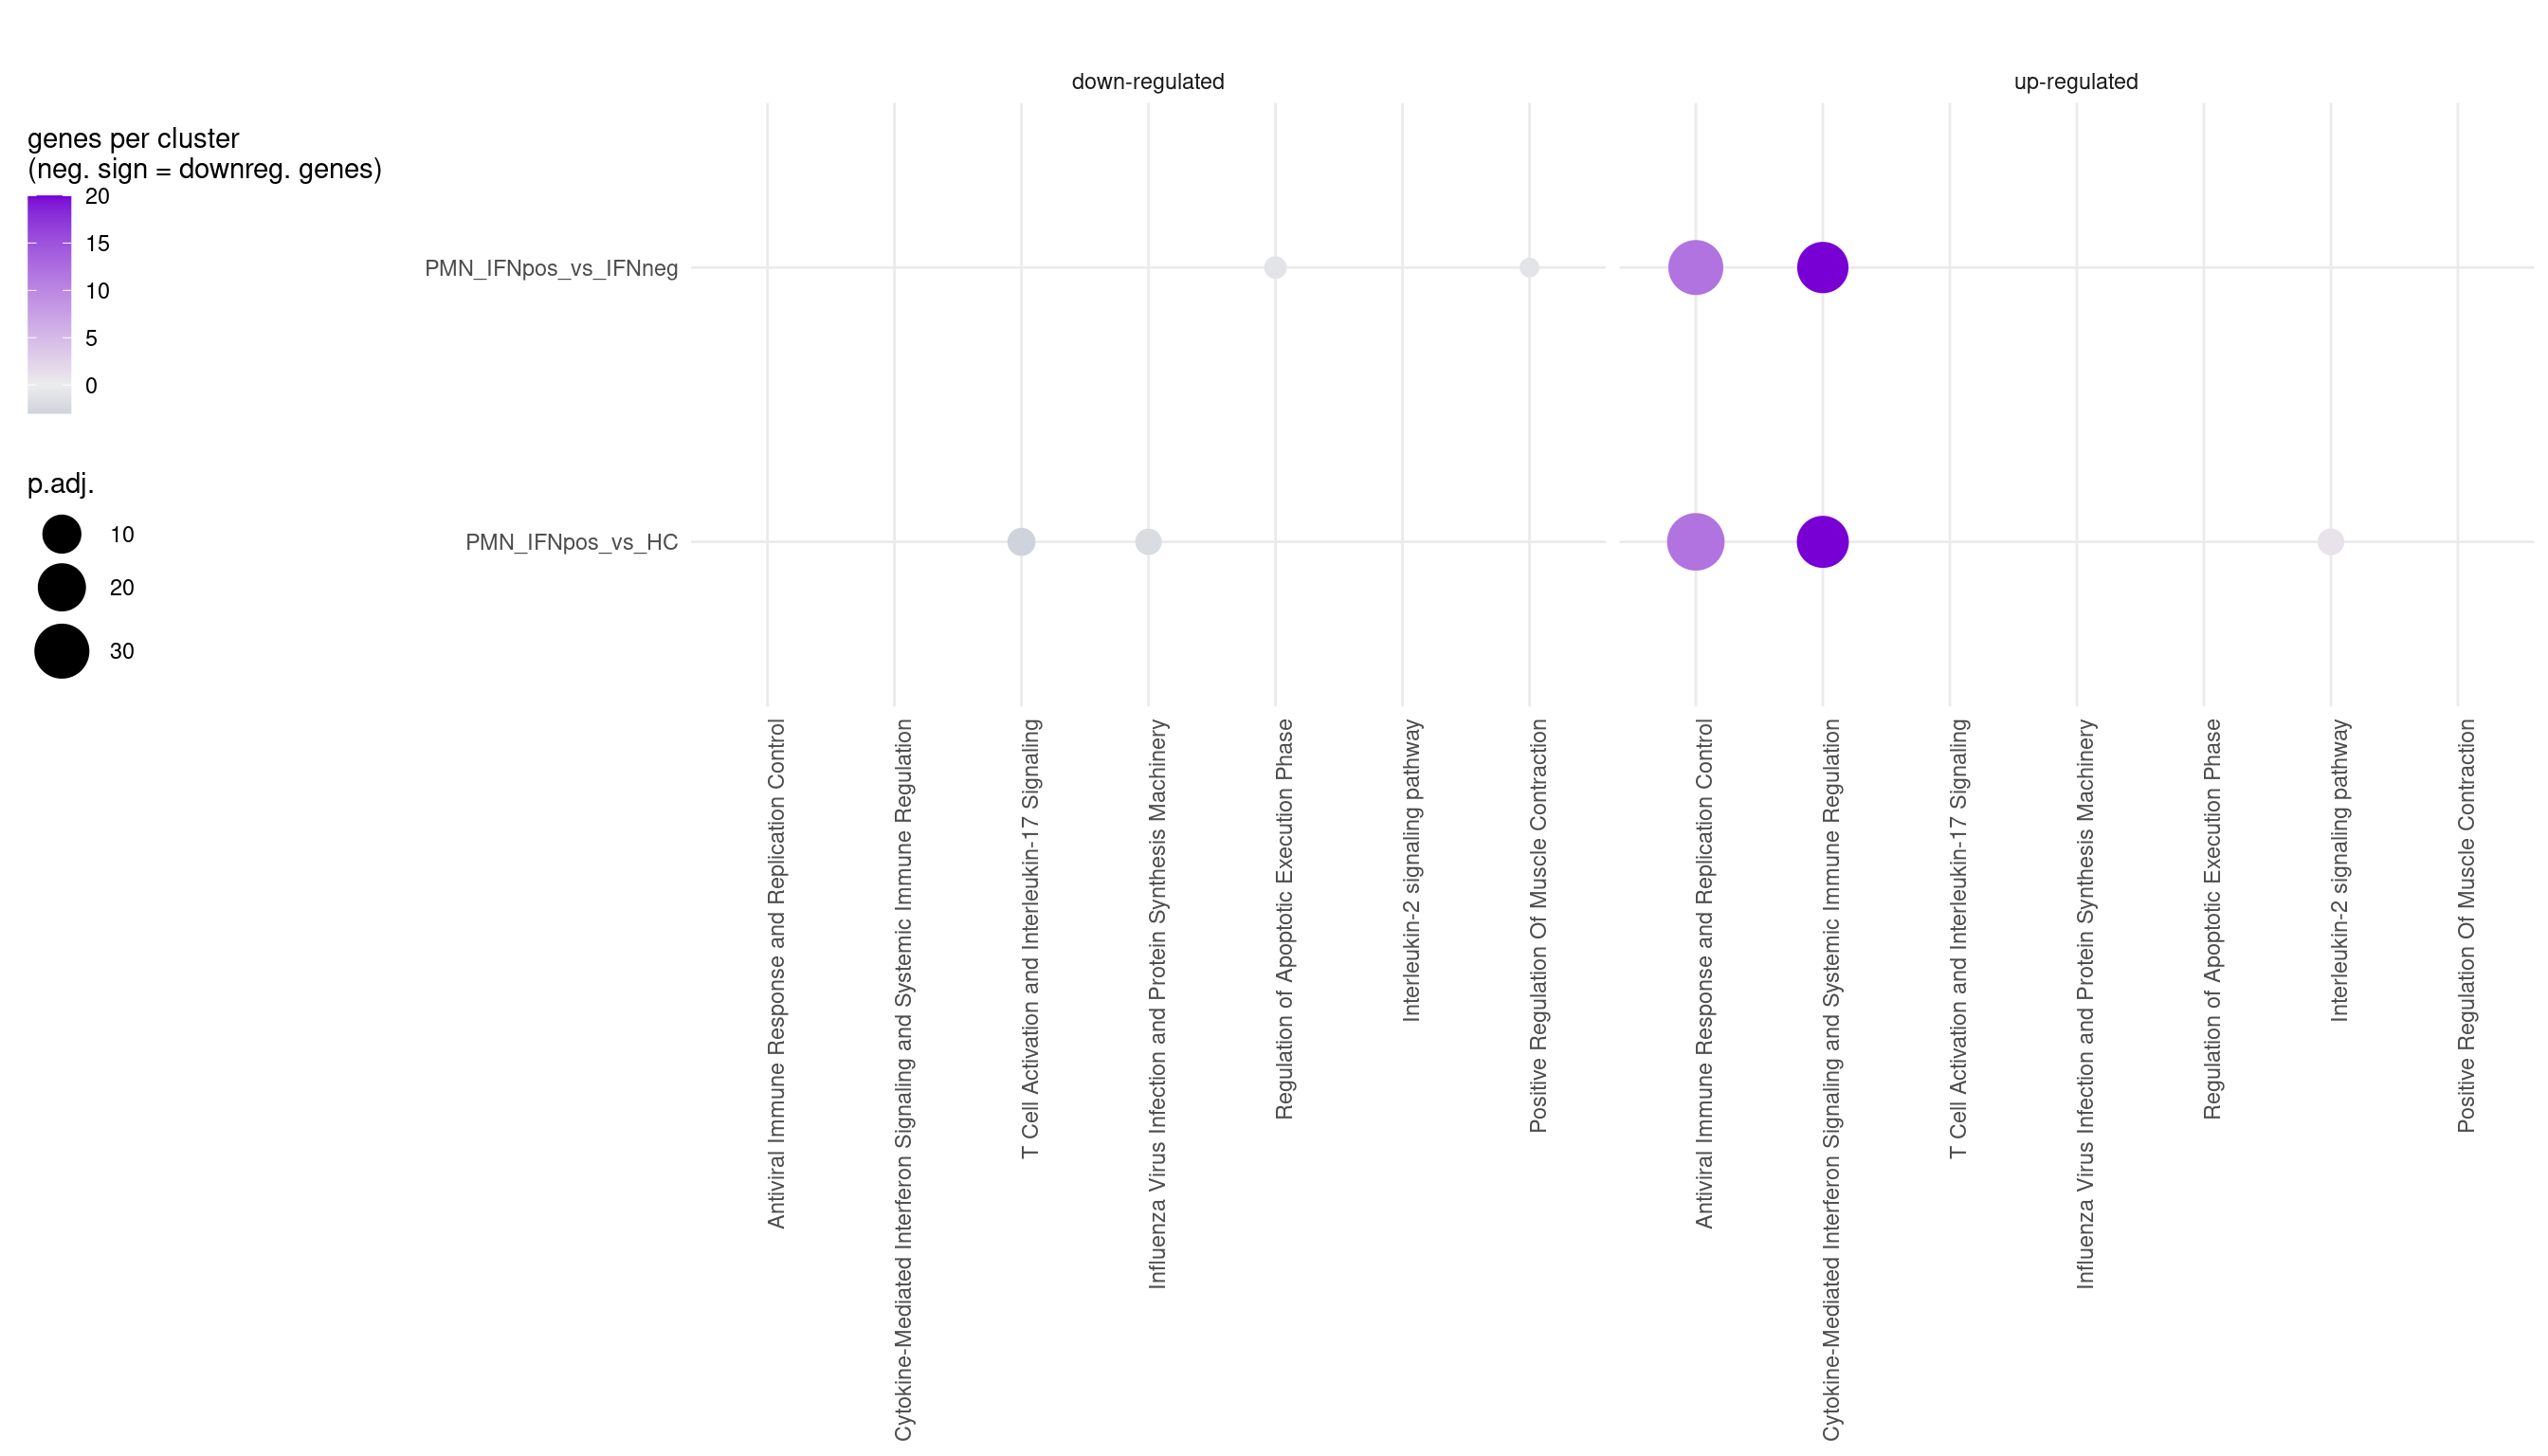 down-regulated
up-regulated
genes per cluster
(neg. sign = downreg. genes)
20
15
10
5
0
p.adj.
10
20
30
PMN_IFNpos_vs_IFNneg
PMN_IFNpos_vs_HC
Antiviral Immune Response and Replication Control
Cytokine-Mediated Interferon Signaling and Systemic Immune Regulation
T Cell Activation and Interleukin-17 Signaling
Influenza Virus Infection and Protein Synthesis Machinery
Regulation of Apoptotic Execution Phase
Interleukin-2 signaling pathway
Positive Regulation Of Muscle Contraction
Antiviral Immune Response and Replication Control
Cytokine-Mediated Interferon Signaling and Systemic Immune Regulation
T Cell Activation and Interleukin-17 Signaling
Influenza Virus Infection and Protein Synthesis Machinery
Regulation of Apoptotic Execution Phase
Interleukin-2 signaling pathway
Positive Regulation Of Muscle Contraction